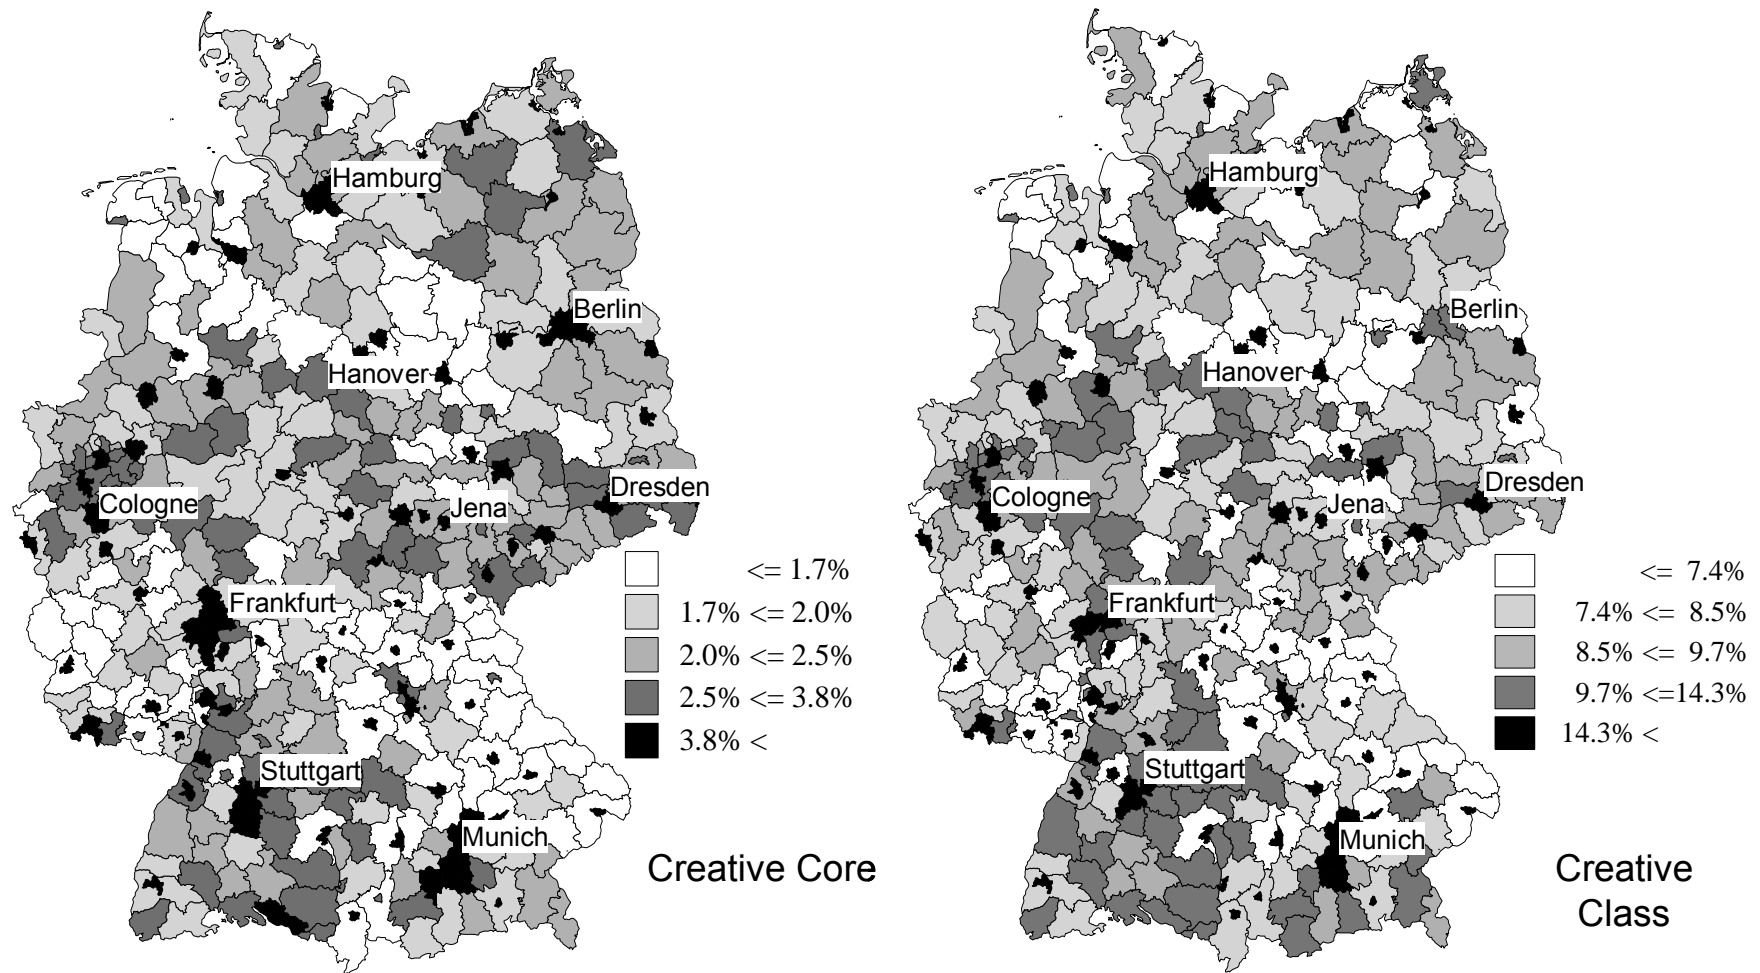 Hamburg
Berlin
Hanover
Dresden
Cologne
Jena
<= 1.7%
Frankfurt
1.7% <= 2.0%
2.0% <= 2.5%
2.5% <= 3.8%
3.8% <
Stuttgart
Munich
Creative Core
Hamburg
Berlin
Hanover
Dresden
Cologne
Jena
<= 7.4%
Frankfurt
7.4% <= 8.5%
8.5% <= 9.7%
9.7% <=14.3%
14.3% <
Stuttgart
Munich
Creative
Class